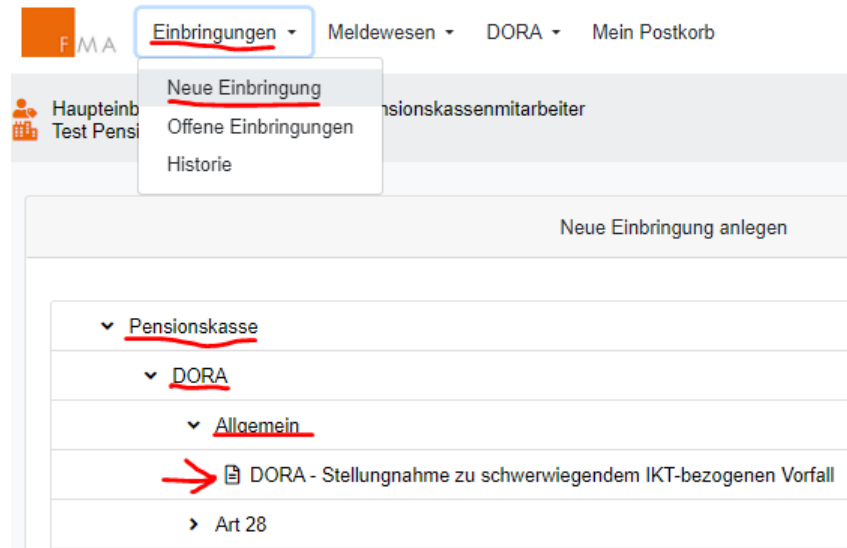 FMA
Einbringungen
Meldewesen
DORA
Mein Postkorb
Neue Einbringung
Offene Einbringungen
Historie
Haupteinb nsionskassenmitarbeiter
Test Pensi
Neue Einbringung anlegen
Pensionskasse
DORA
Allgemein
DORA - Stellungnahme zu schwerwiegendem IKT-bezogenen Vorfall
Art 28